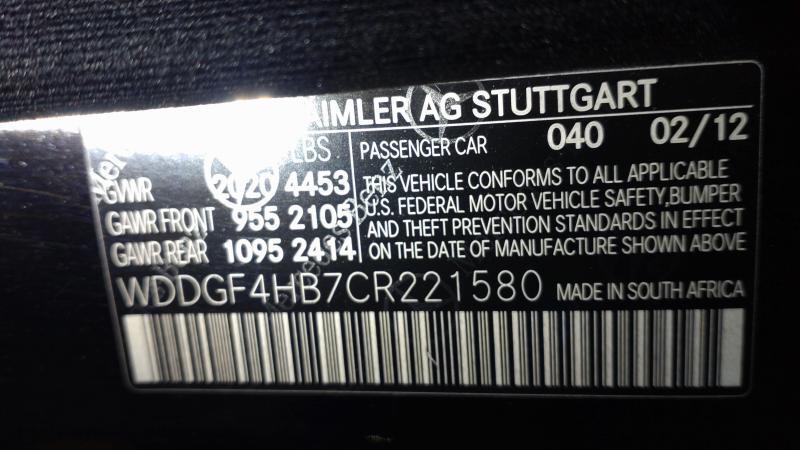 DAIMLER AG STUTTGART
LBS PASSENGER CAR 040 02/12
GVWR 2020 4453
GAWR FRONT 955 2105
GAWR REAR 1095 2414
THIS VEHICLE CONFORMS TO ALL APPLICABLE
U.S. FEDERAL MOTOR VEHICLE SAFETY,BUMPER
AND THEFT PREVENTION STANDARDS IN EFFECT
ON THE DATE OF MANUFACTURE SHOWN ABOVE
WDDGF4HB7CR221580 MADE IN SOUTH AFRICA